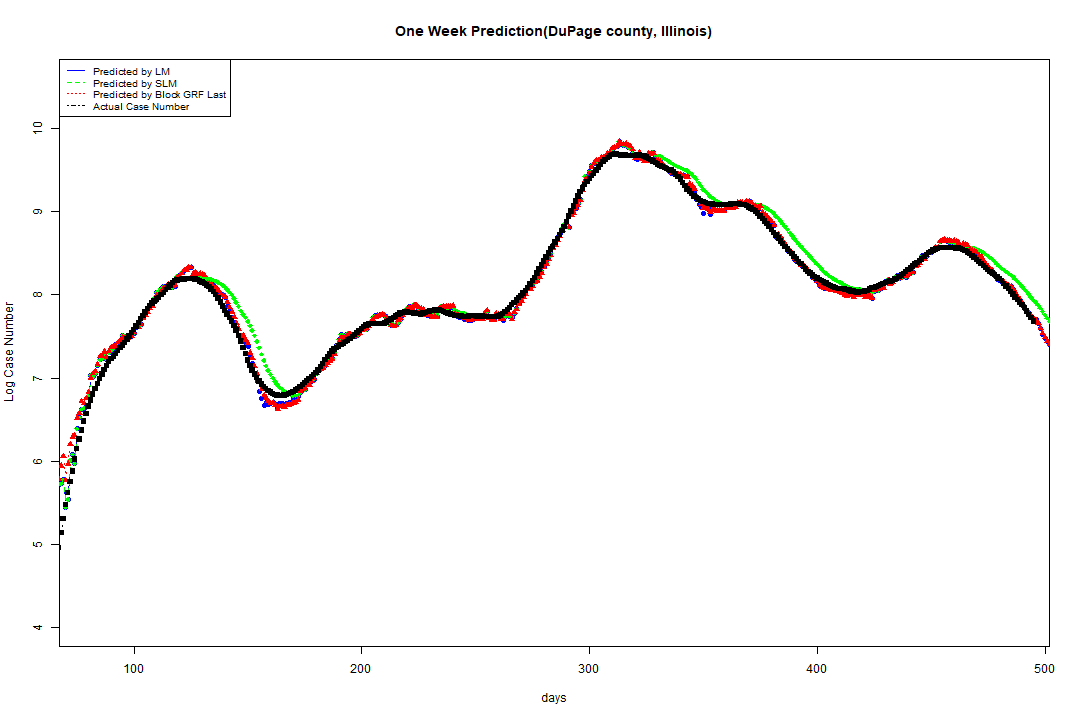 One Week Prediction(DuPage county, Illinois)
Predicted by LM
Predicted by SLM
Predicted by Block GRF Last
Actual Case Number
10
9
8
7
6
5
4
Log Case Number
100 200 300 400 500
days